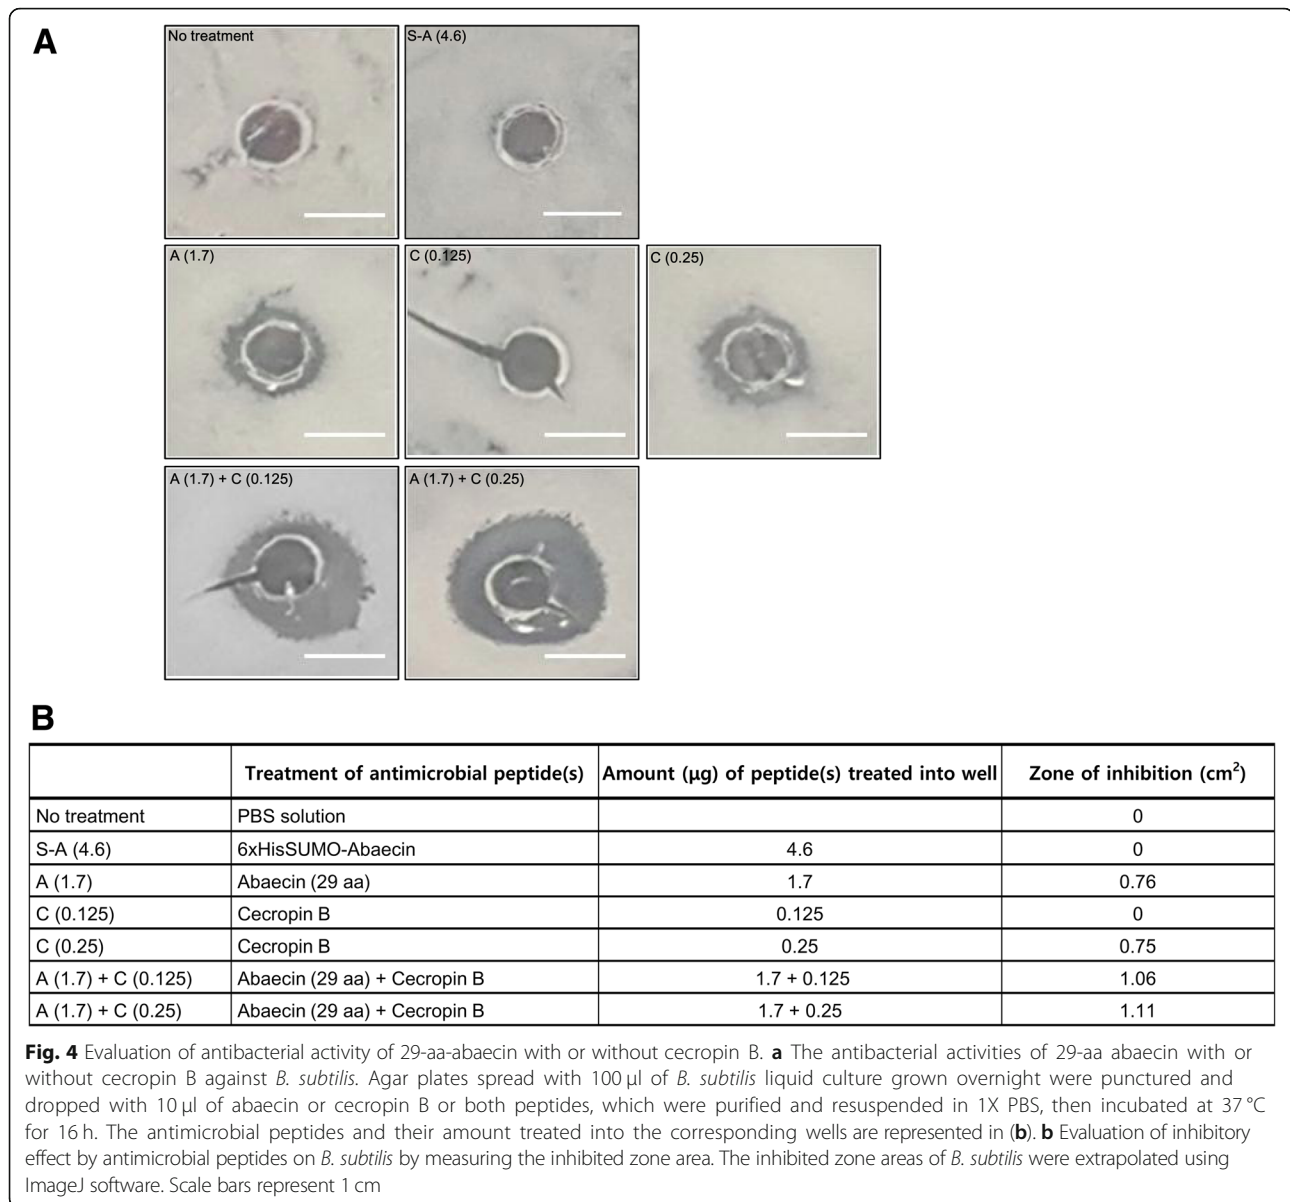 A
No treatment
S-A (4.6)
A (1.7)
C (0.125)
C (0.25)
A (1.7) + C (0.125)
A (1.7) + C (0.25)
B
Treatment of antimicrobial peptide(s) Amount (µg) of peptide(s) treated into well Zone of inhibition (cm²)
No treatment PBS solution 0
S-A (4.6) 6xHisSUMO-Abaecin 4.6 0
A (1.7) Abaecin (29 aa) 1.7 0.76
C (0.125) Cecropin B 0.125 0
C (0.25) Cecropin B 0.25 0.75
A (1.7) + C (0.125) Abaecin (29 aa) + Cecropin B 1.7 + 0.125 1.06
A (1.7) + C (0.25) Abaecin (29 aa) + Cecropin B 1.7 + 0.25 1.11
Fig. 4 Evaluation of antibacterial activity of 29-aa-abaecin with or without cecropin B. a The antibacterial activities of 29-aa abaecin with or
without cecropin B against B. subtilis. Agar plates spread with 100 µl of B. subtilis liquid culture grown overnight were punctured and
dropped with 10 µl of abaecin or cecropin B or both peptides, which were purified and resuspended in 1X PBS, then incubated at 37 °C
for 16 h. The antimicrobial peptides and their amount treated into the corresponding wells are represented in (b). b Evaluation of inhibitory
effect by antimicrobial peptides on B. subtilis by measuring the inhibited zone area. The inhibited zone areas of B. subtilis were extrapolated using
ImageJ software. Scale bars represent 1 cm